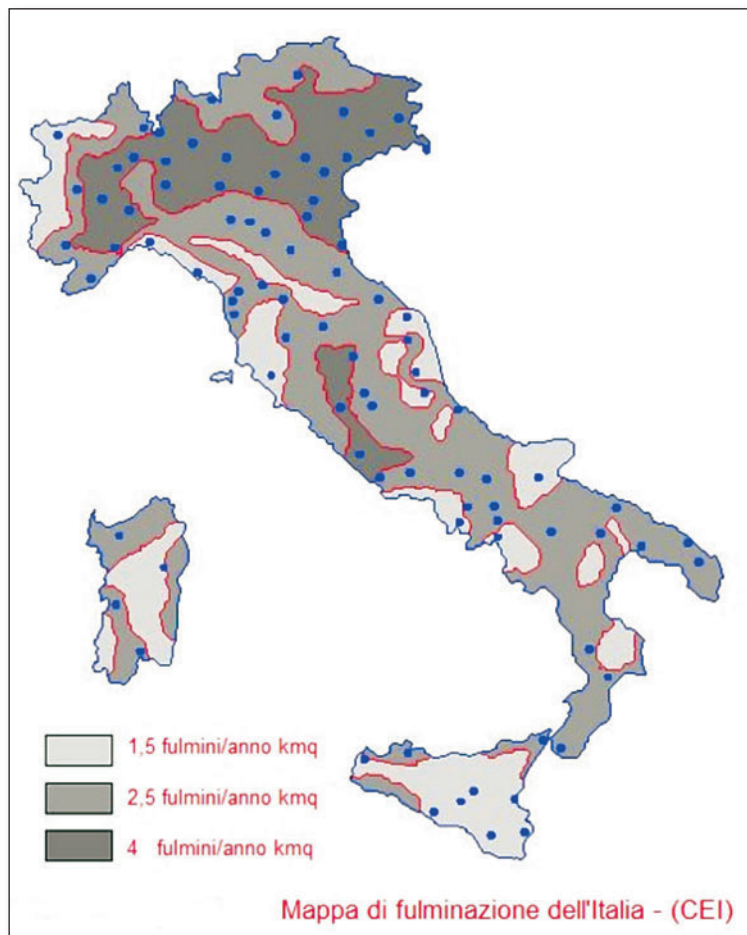 1,5 fulmini/anno kmq
2,5 fulmini/anno kmq
4 fulmini/anno kmq
Mappa di fulminazione dell'Italia - (CEI)